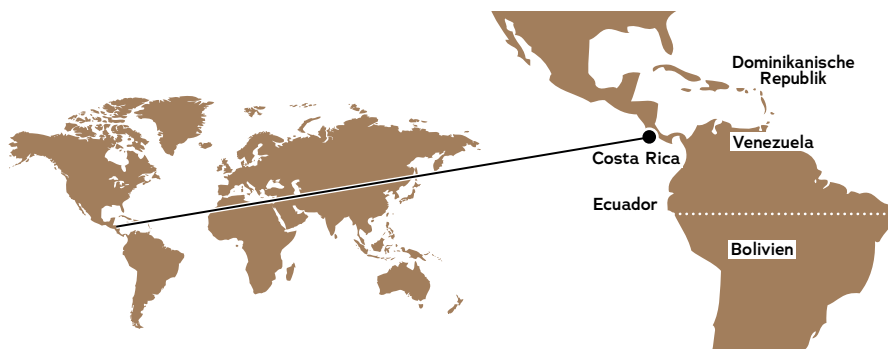 Dominikanische
Republik
Venezuela
Costa Rica
Ecuador
Bolivien